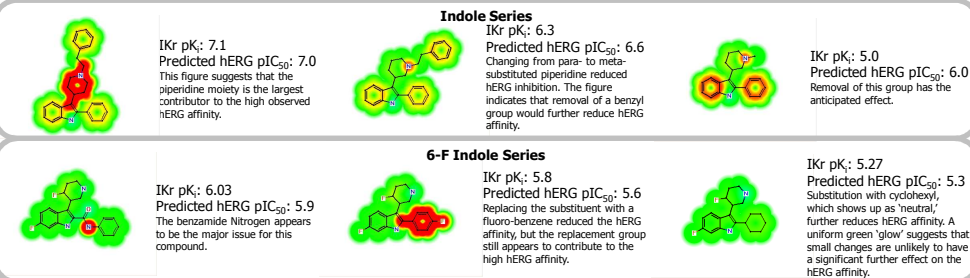 Indole Series
IKr pKi: 7.1
Predicted hERG pIC50: 7.0
This figure suggests that the
piperidine moiety is the largest
contributor to the high observed
hERG affinity.
IKr pKi: 6.3
Predicted hERG pIC50: 6.6
Changing from para- to meta-
substituted piperidine reduced
hERG inhibition. The figure
indicates that removal of a benzyl
group would further reduce hERG
affinity.
IKr pKi: 5.0
Predicted hERG pIC50: 6.0
Removal of this group has the
anticipated effect.
6-F Indole Series
IKr pKi: 6.03
Predicted hERG pIC50: 5.9
The benzamide Nitrogen appears
to be the major issue for this
compound.
IKr pKi: 5.8
Predicted hERG pIC50: 5.6
Replacing the substituent with a
fluoro-benzene reduced the hERG
affinity, but the replacement group
still appears to contribute to the
high hERG affinity.
IKr pKi: 5.27
Predicted hERG pIC50: 5.3
Substitution with cyclohexyl,
which shows up as 'neutral,'
further reduces hERG affinity. A
uniform green 'glow' suggests that
small changes are unlikely to have
a significant further effect on the
hERG affinity.